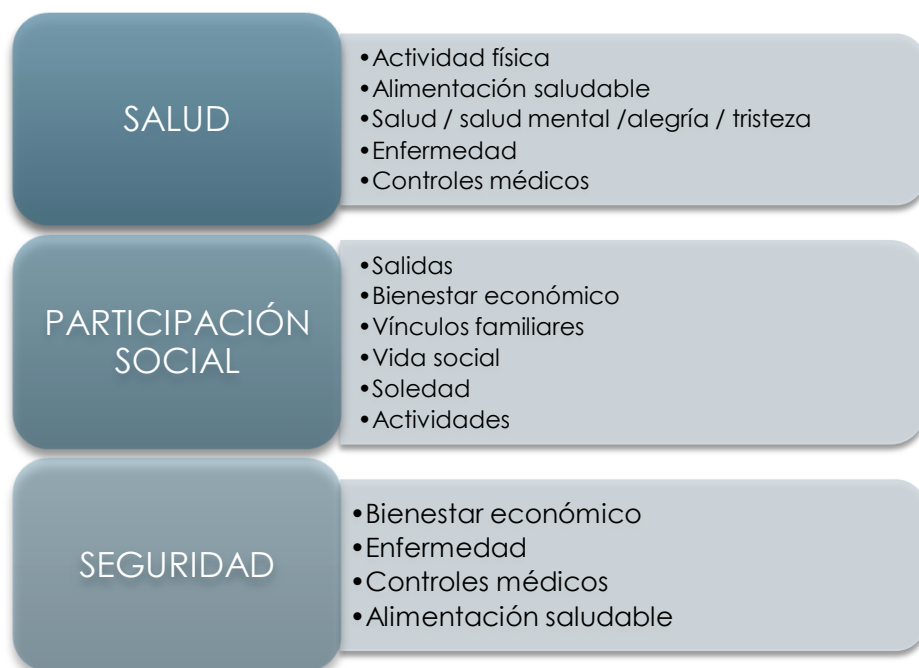 SALUD
•Actividad física
•Alimentación saludable
•Salud / salud mental /alegría / tristeza
•Enfermedad
•Controles médicos
PARTICIPACIÓN
SOCIAL
•Salidas
•Bienestar económico
•Vínculos familiares
•Vida social
•Soledad
•Actividades
SEGURIDAD
•Bienestar económico
•Enfermedad
•Controles médicos
•Alimentación saludable